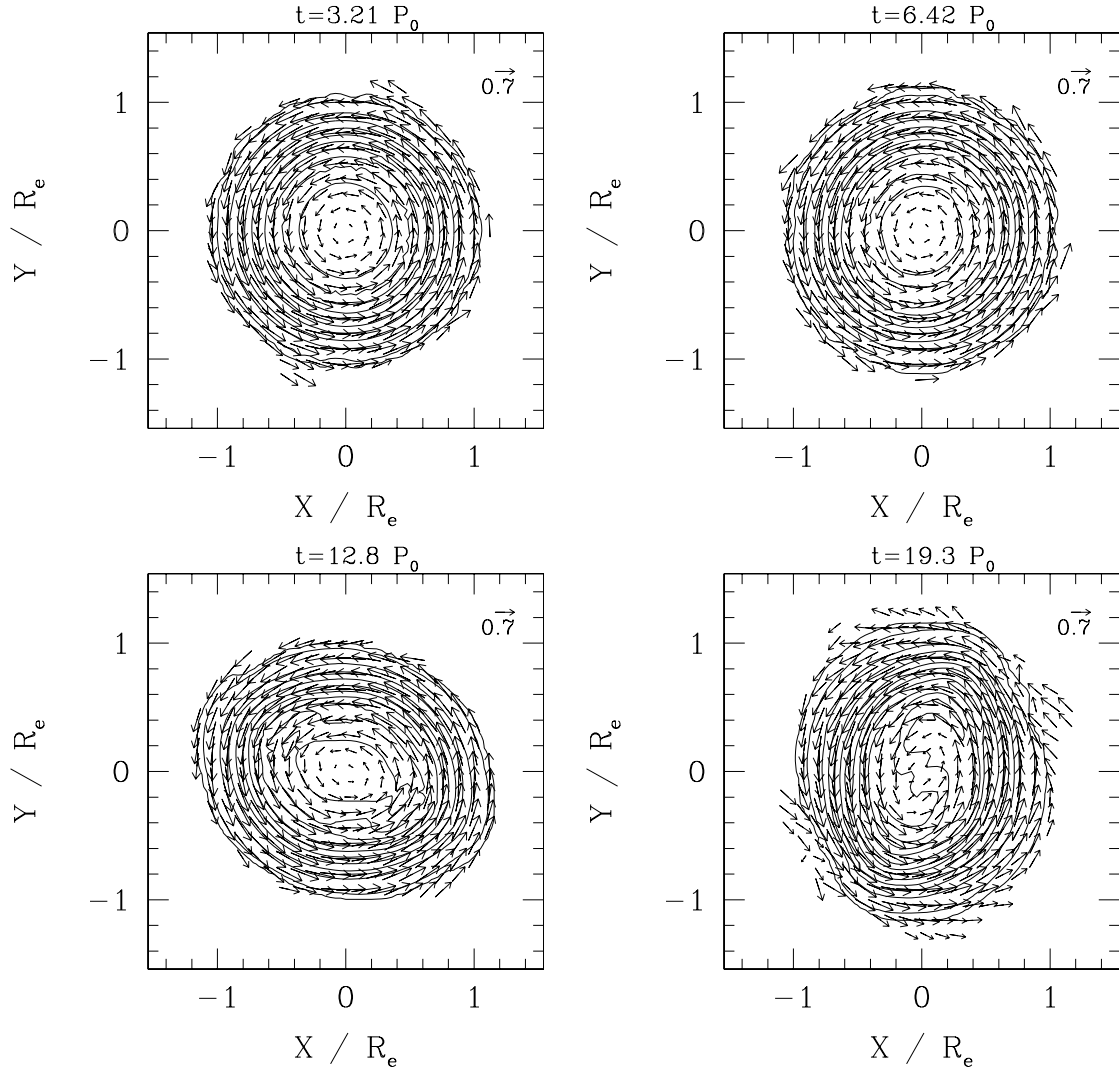 t=3.21 P0
0.7
1
0
−1
Y / Re
−1 0 1
X / Re
t=6.42 P0
0.7
1
0
−1
Y / Re
−1 0 1
X / Re
t=12.8 P0
0.7
1
0
−1
Y / Re
−1 0 1
X / Re
t=19.3 P0
0.7
1
0
−1
Y / Re
−1 0 1
X / Re